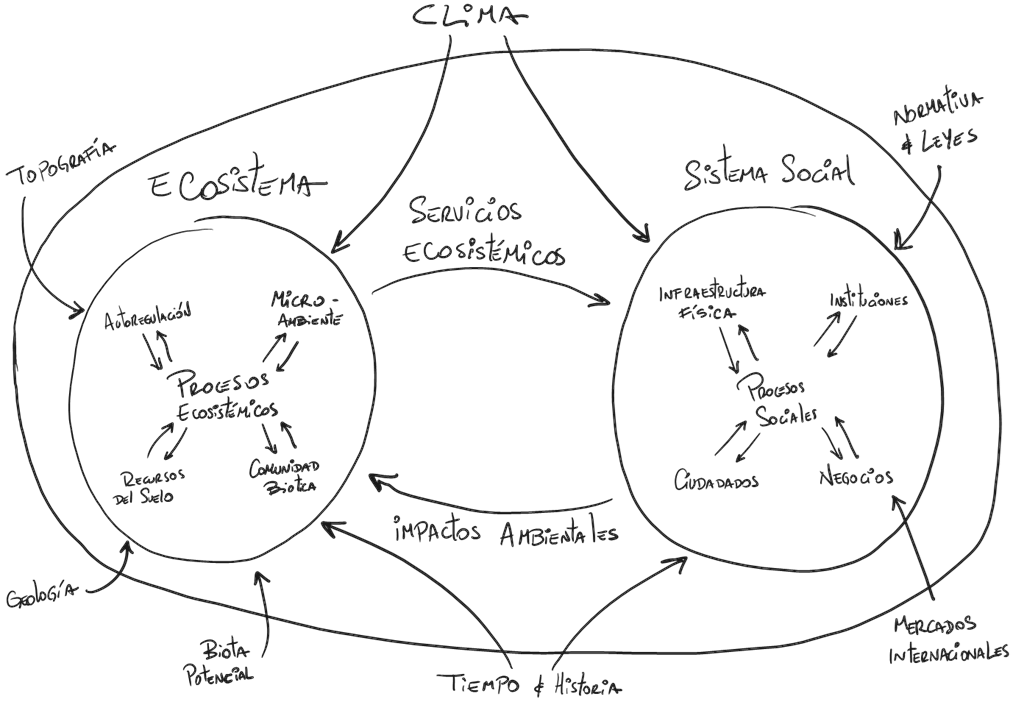 CLIMA
NORMATIVA
& LEYES
TOPOGRAFÍA
ECOSISTEMA
SISTEMA SOCIAL
SERVICIOS
ECOSISTÉMICOS
AUTOREGULACIÓN
MICRO-
AMBIENTE
PROCESOS
ECOSISTÉMICOS
RECURSOS
DEL SUELO
COMUNIDAD
BIOTICA
INFRAESTRUCTURA
FÍSICA
INSTITUCIONES
PROCESOS
SOCIALES
CIUDADADOS
NEGOCIOS
IMPACTOS AMBIENTALES
GEOLOGÍA
BIOTA
POTENCIAL
TIEMPO & HISTORIA
MERCADOS
INTERNACIONALES